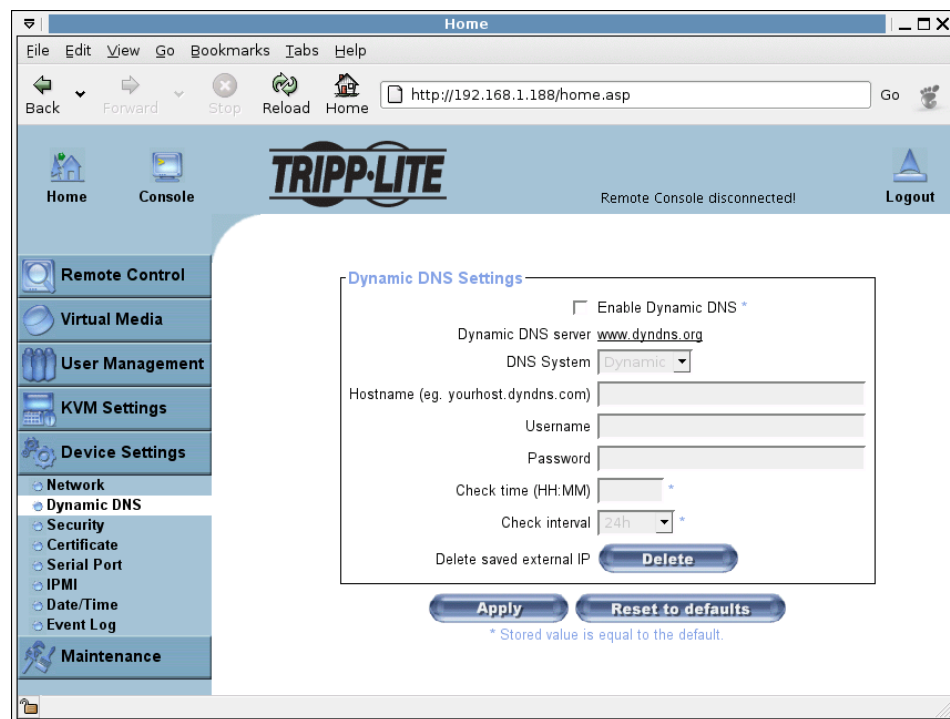 Home
File Edit View Go Bookmarks Tabs Help
Back Forward Stop Reload Home http://192.168.1.188/home.asp Go
Home Console TRIPP·LITE Remote Console disconnected! Logout
Remote Control
Virtual Media
User Management
KVM Settings
Device Settings
Network
Dynamic DNS
Security
Certificate
Serial Port
IPMI
Date/Time
Event Log
Maintenance
Dynamic DNS Settings
Enable Dynamic DNS *
Dynamic DNS server www.dyndns.org
DNS System Dynamic
Hostname (eg. yourhost.dyndns.com)
Username
Password
Check time (HH:MM) *
Check interval 24h *
Delete saved external IP Delete
Apply Reset to defaults
* Stored value is equal to the default.